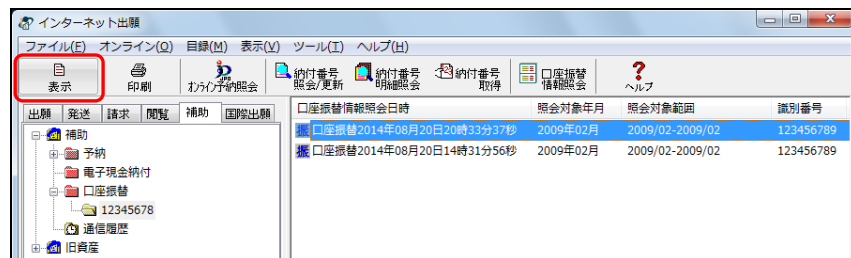 インターネット出願
ファイル(F) オンライン(O) 目録(M) 表示(V) ツール(T) ヘルプ(H)
表示
印刷
オンライン予納照会
納付番号
照会/更新
納付番号
明細照会
納付番号
取得
口座振替
情報照会
ヘルプ
出願 発送 請求 閲覧 補助 国際出願
補助
予納
電子現金納付
口座振替
12345678
通信履歴
旧資産
口座振替情報照会日時 照会対象年月 照会対象範囲 識別番号
振 口座振替2014年08月20日20時33分37秒 2009年02月 2009/02-2009/02 123456789
振 口座振替2014年08月20日14時31分56秒 2009年02月 2009/02-2009/02 123456789